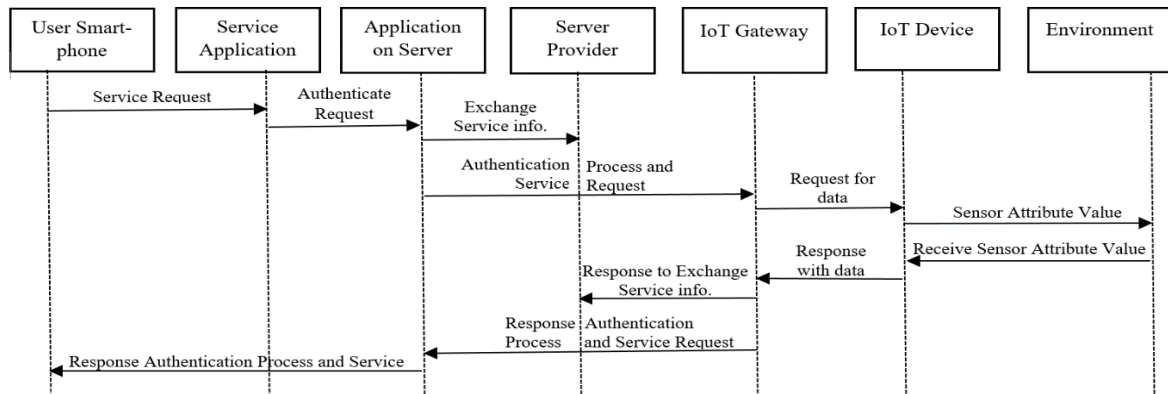 User Smart-
phone
Service
Application
Application
on Server
Server
Provider
IoT Gateway
IoT Device
Environment
Service Request
Authenticate
Request
Exchange
Service info.
Authentication Process and
Service Request
Request for
data
Sensor Attribute Value
Receive Sensor Attribute Value
Response
with data
Response to Exchange
Service info.
Response Authentication
Process and Service Request
Response Authentication Process and Service